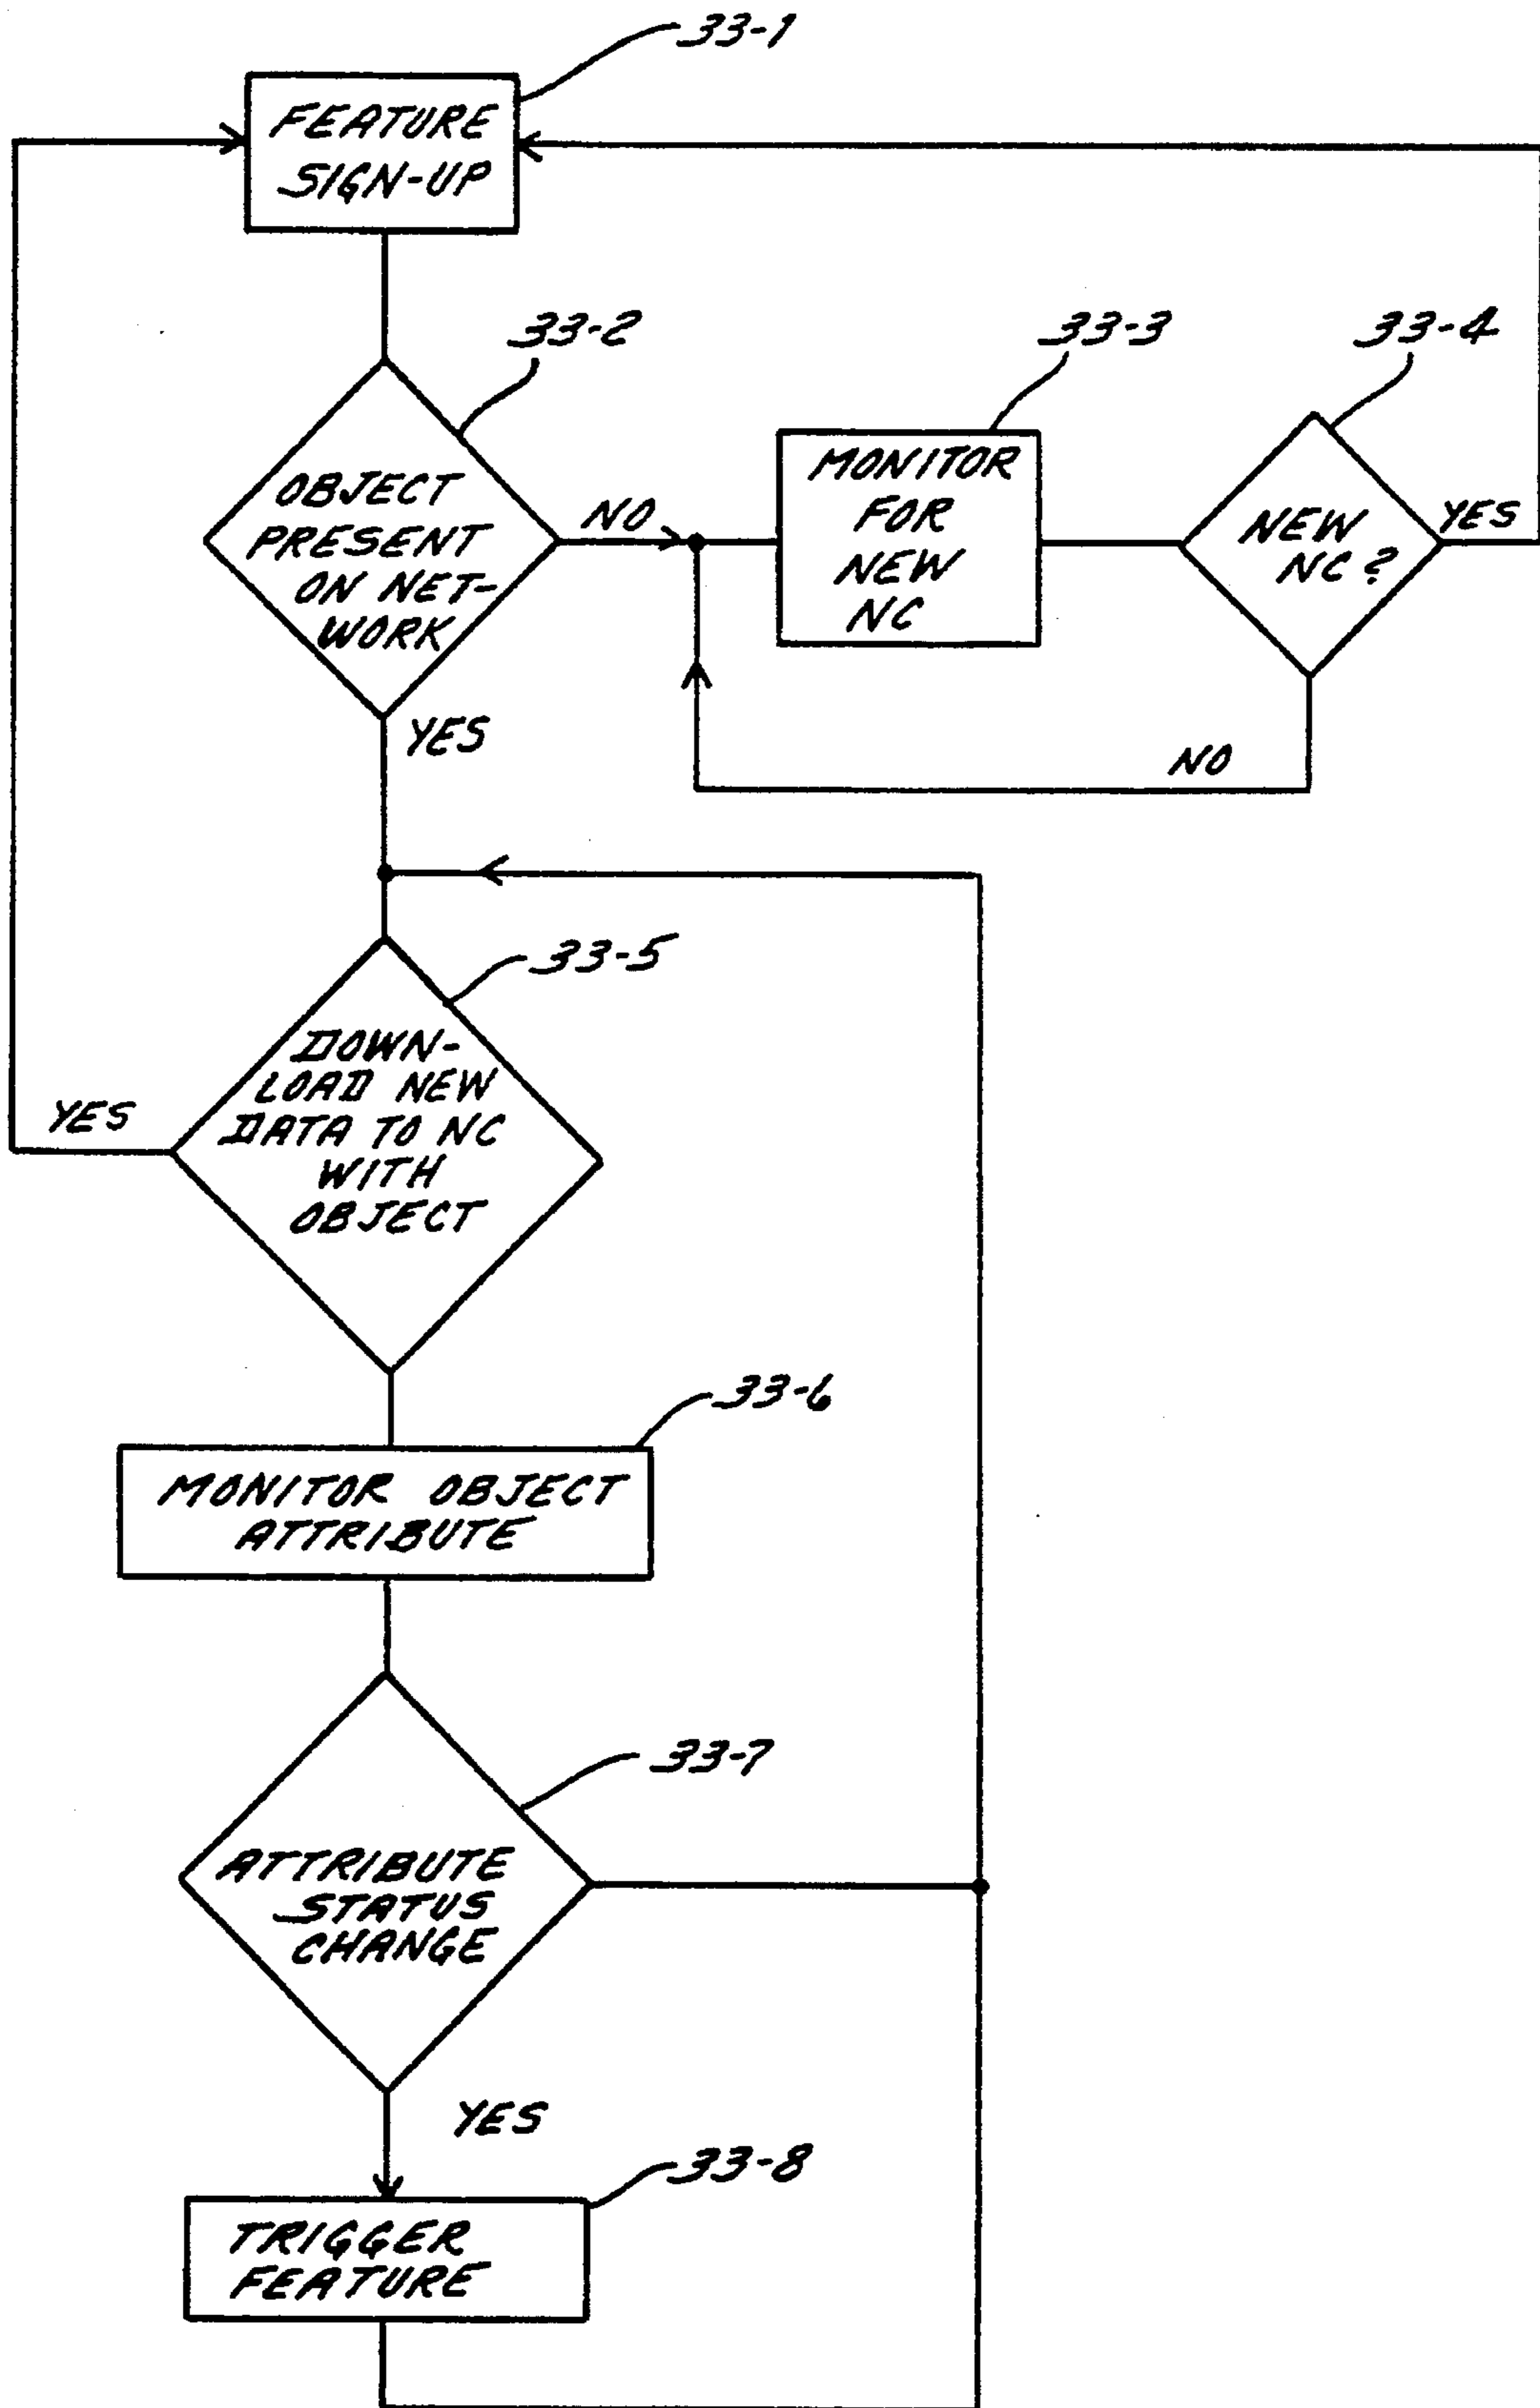 33-1
FEATURE
SIGN-UP
33-2
33-3
33-4
OBJECT
PRESENT
ON NET-
WORK
NO
MONITOR
FOR
NEW
NC
NEW
NC?
YES
YES
NO
33-5
DOWN-
LOAD NEW
DATA TO NC
WITH
OBJECT
YES
33-6
MONITOR OBJECT
ATTRIBUTE
33-7
ATTRIBUTE
STATUS
CHANGE
YES
33-8
TRIGGER
FEATURE